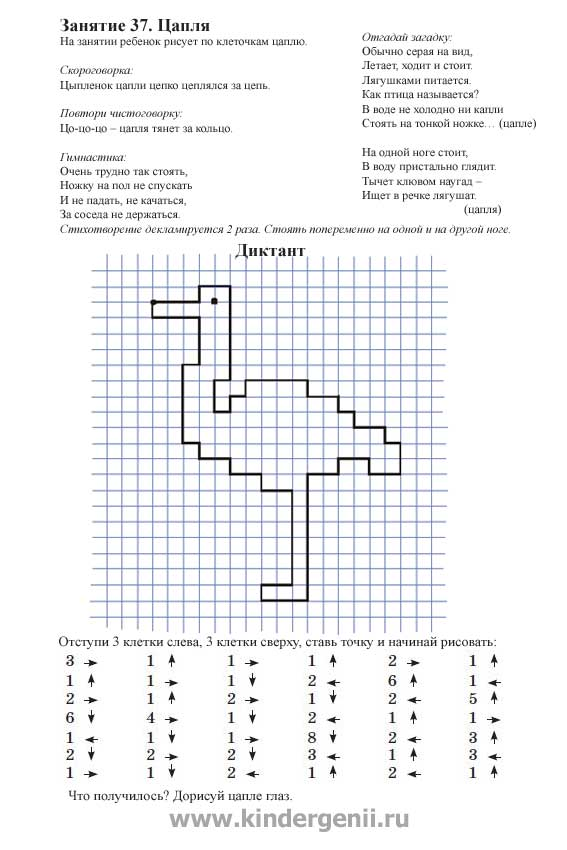 Занятие 37. Цапля
На занятии ребенок рисует по клеточкам цаплю.
Скороговорка:
Цыпленок цапли цепко цеплялся за цепь.
Повтори чистоговорку:
Цо-цо-цо – цапля тянет за кольцо.
Гимнастика:
Очень трудно так стоять,
Ножку на пол не спускать
И не падать, не качаться,
За соседа не держаться.
Отгадай загадку:
Обычно серая на вид,
Летает, ходит и стоит.
Лягушками питается.
Как птица называется?
В воде не холодно ни капли
Стоять на тонкой ножке… (цапле)
На одной ноге стоит,
В воду пристально глядит.
Тычет клювом наугад –
Ищет в речке лягушат.
(цапля)
Стихотворение декламируется 2 раза. Стоять попеременно на одной и на другой ноге.
Диктант
Отступи 3 клетки слева, 3 клетки сверху, ставь точку и начинай рисовать:
3 → 1 ↑ 1 → 1 ↑ 2 → 1 ↑
1 ↑ 1 → 1 ↓ 2 ← 6 ↑ 1 ←
2 → 1 ↑ 2 → 1 ↓ 2 ← 5 ↑
6 ↓ 4 → 1 ↓ 2 ← 1 ↑ 1 →
1 ← 1 ↓ 1 → 8 ↓ 2 ← 3 ↑
2 ↓ 2 → 2 ↓ 3 ← 1 ↑ 3 ←
1 → 1 ↓ 2 ← 1 ↑ 2 ← 1 ↑
Что получилось? Дорисуй цапле глаз.
www.kindergenii.ru